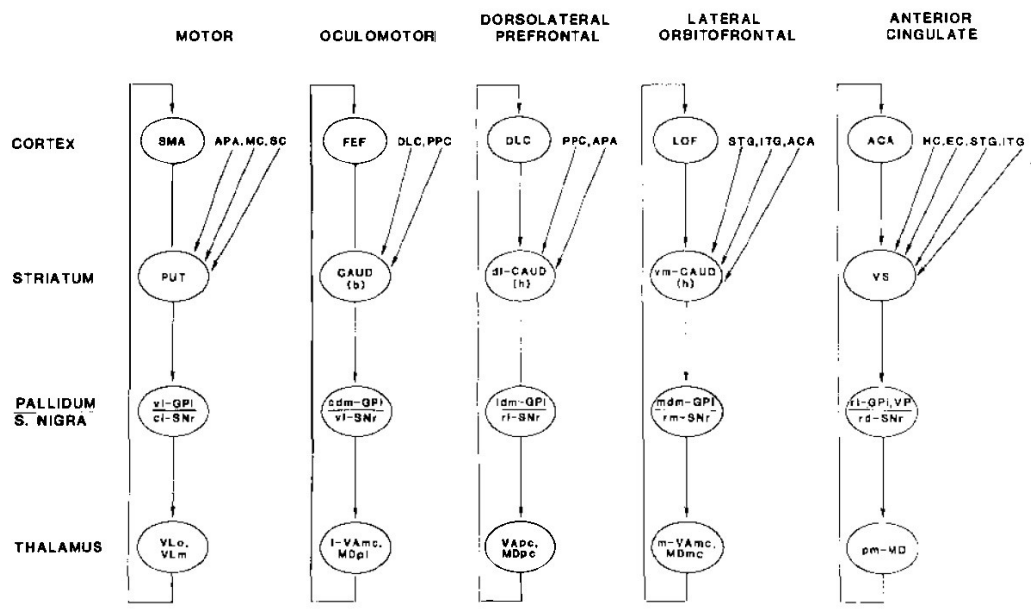 MOTOR
OCULOMOTOR
DORSOLATERAL
PREFRONTAL
LATERAL
ORBITOFRONTAL
ANTERIOR
CINGULATE
CORTEX
SMA
APA, MC, SC
FEF
DLC, PPC
DLC
PPC, APA
LOF
STG, ITG, ACA
ACA
HC, EC, STG, ITG
STRIATUM
PUT
CAUD
(b)
dl-CAUD
(h)
vm-CAUD
(h)
VS
PALLIDUM
S. NIGRA
vl-GPi
cl-SNr
cdm-GPi
vl-SNr
ldm-GPi
rl-SNr
mdm-GPi
rm-SNr
rl-GPi, VP
rd-SNr
THALAMUS
VLo,
VLm
l-VAmc,
MDpl
VApc,
MDpc
m-VAmc,
MDmc
pm-MD